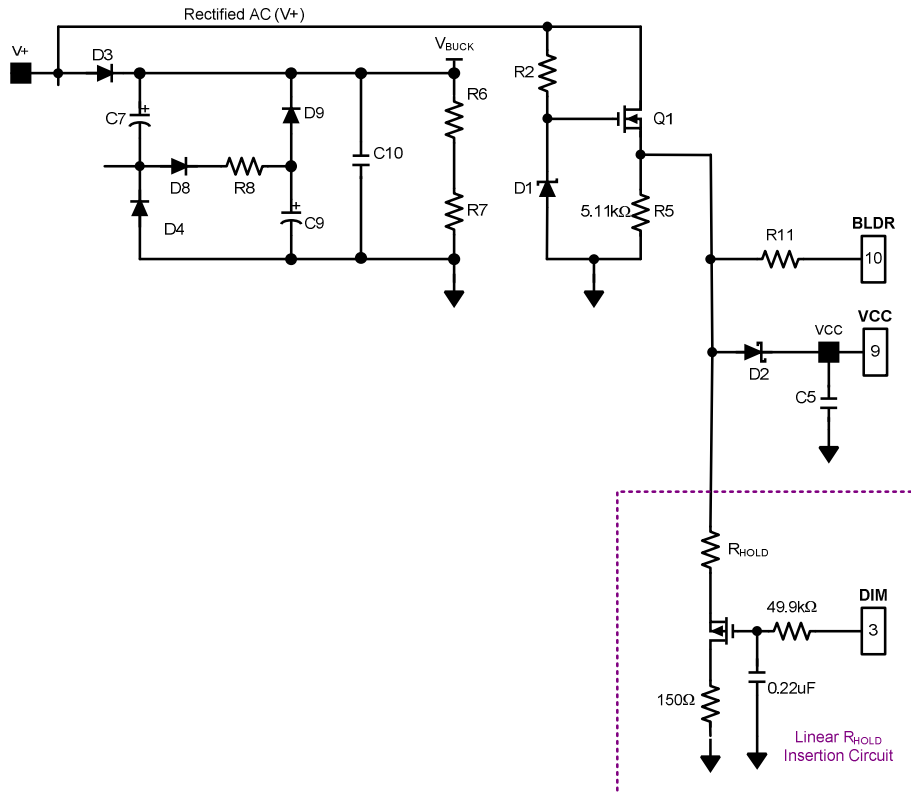 Rectified AC (V+)
V+
D3
VBUCK
R2
R6
C7
+
D9
Q1
C10
D8
R8
D1
D4
+
C9
R7
5.11kΩ
R5
R11
BLDR
10
VCC
VCC
9
D2
C5
RHOLD
DIM
49.9kΩ
3
150Ω
0.22uF
Linear RHOLD
Insertion Circuit